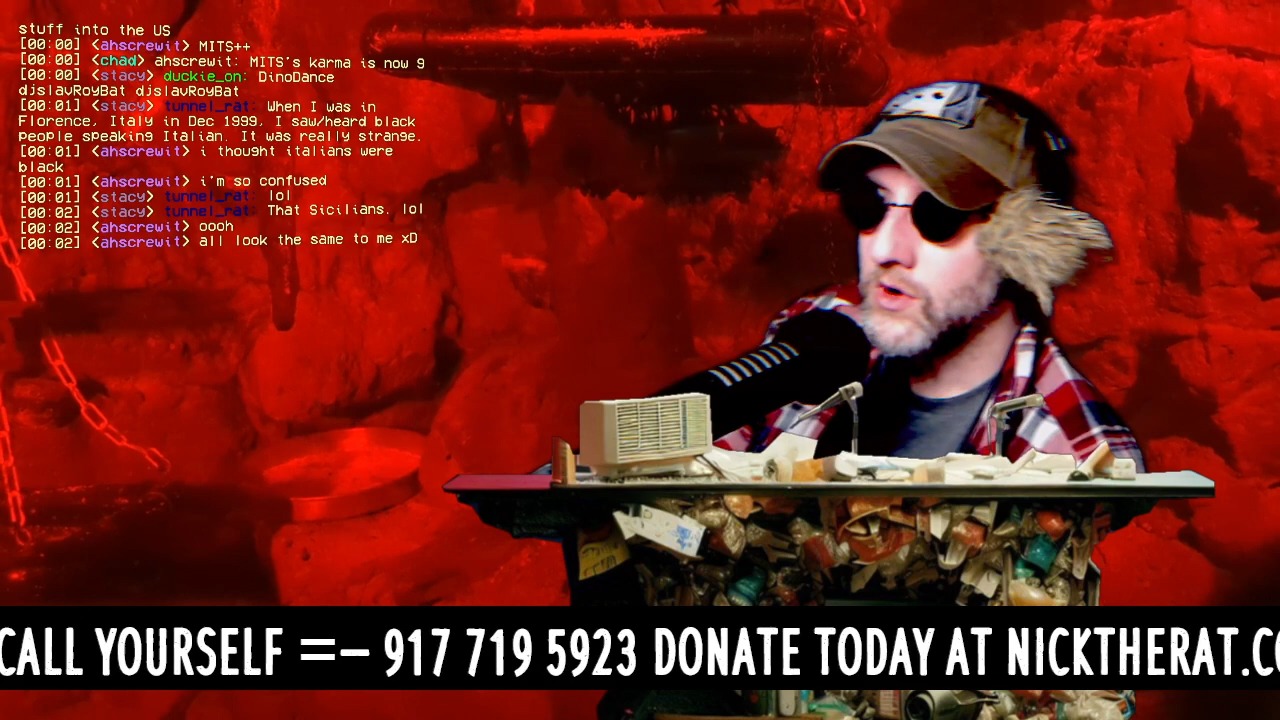 stuff into the US
[00:00] <ahscrewit> MITS++
[00:00] <chad> ahscrewit: MITS's karma is now 9
[00:00] <stacy> duckie_on: DinoDance
djslavRoyBat djslavRoyBat
[00:01] <stacy> tunnel_rat: When I was in
Florence, Italy in Dec 1999, I saw/heard black
people speaking Italian. It was really strange.
[00:01] <ahscrewit> i thought italians were
black
[00:01] <ahscrewit> i'm so confused
[00:01] <stacy> tunnel_rat: lol
[00:02] <stacy> tunnel_rat: That Sicilians. lol
[00:02] <ahscrewit> oooh
[00:02] <ahscrewit> all look the same to me xD
CALL YOURSELF =- 917 719 5923 DONATE TODAY AT NICKTHERAT.CO